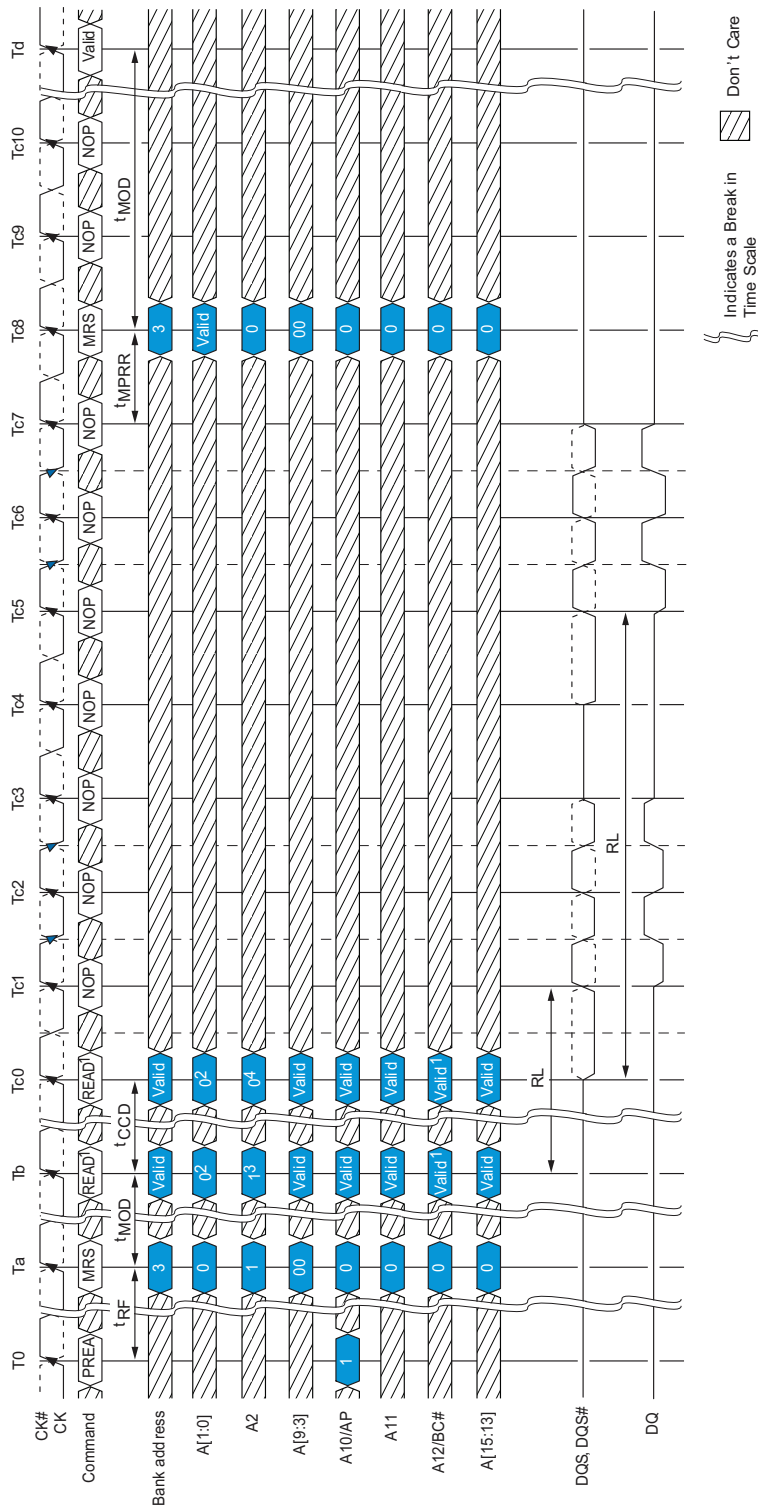 T0 Ta Tb Tc0 Tc1 Tc2 Tc3 Tc4 Tc5 Tc6 Tc7 Tc8 Tc9 Tc10 Td
CK#
CK
Command PREA MRS READ1 READ1 NOP NOP NOP NOP NOP NOP NOP MRS NOP NOP Valid
tRF tMOD tCCD tMPRR tMOD
Bank address 3 Valid Valid 3
A[1:0] 0 02 02 Valid
A2 1 13 04 0
A[9:3] 00 Valid Valid 00
A10/AP 1 0 Valid Valid 0
A11 0 Valid Valid 0
A12/BC# 0 Valid 1 Valid 1 0
A[15:13] 0 Valid Valid 0
RL
DQS, DQS#
RL
DQ
Indicates a Break in
Time Scale
Don't Care